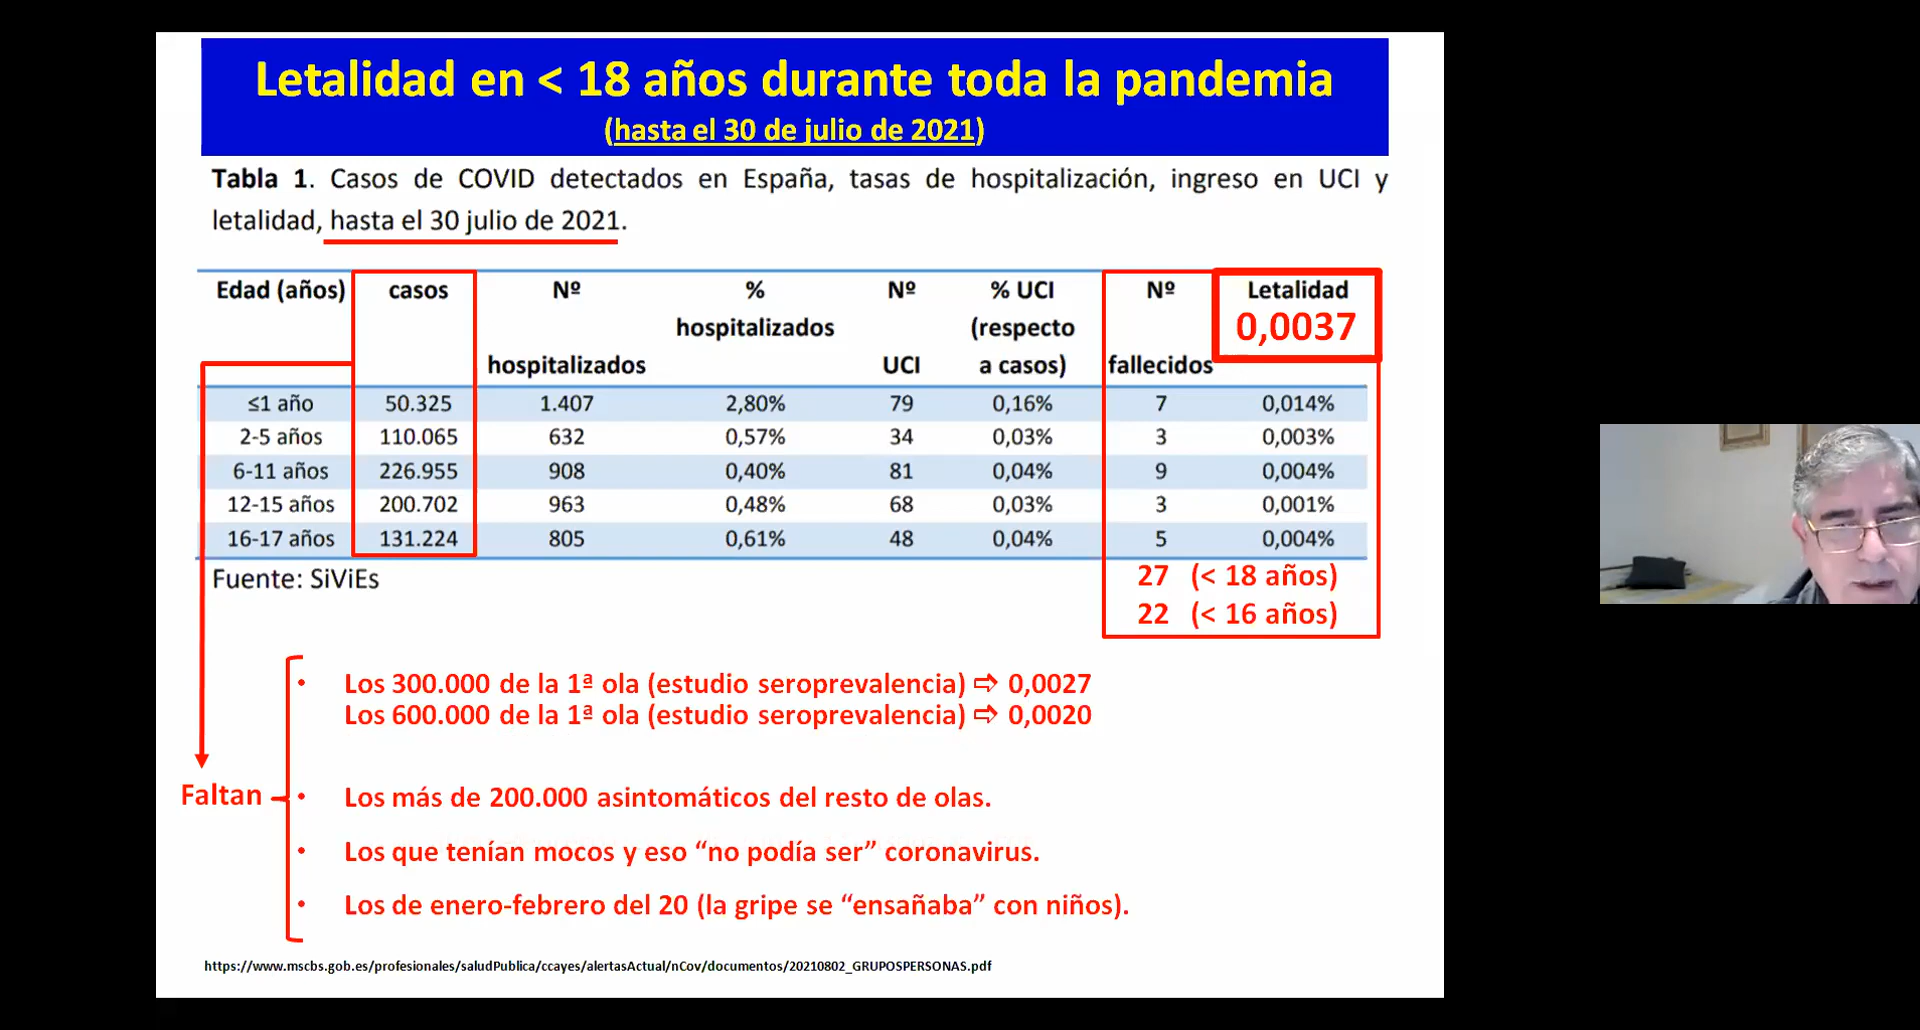 Letalidad en < 18 años durante toda la pandemia
(hasta el 30 de julio de 2021)
Tabla 1. Casos de COVID detectados en España, tasas de hospitalización, ingreso en UCI y
letalidad, hasta el 30 julio de 2021.
Edad (años) casos Nº % Nº % UCI Nº Letalidad
hospitalizados (respecto 0,0037
hospitalizados UCI a casos) fallecidos
≤1 año 50.325 1.407 2,80% 79 0,16% 7 0,014%
2-5 años 110.065 632 0,57% 34 0,03% 3 0,003%
6-11 años 226.955 908 0,40% 81 0,04% 9 0,004%
12-15 años 200.702 963 0,48% 68 0,03% 3 0,001%
16-17 años 131.224 805 0,61% 48 0,04% 5 0,004%
Fuente: SiViEs
27 (< 18 años)
22 (< 16 años)
Faltan
• Los 300.000 de la 1ª ola (estudio seroprevalencia) ⇨ 0,0027
Los 600.000 de la 1ª ola (estudio seroprevalencia) ⇨ 0,0020
• Los más de 200.000 asintomáticos del resto de olas.
• Los que tenían mocos y eso “no podía ser” coronavirus.
• Los de enero-febrero del 20 (la gripe se “ensañaba” con niños).
https://www.mscbs.gob.es/profesionales/saludPublica/ccayes/alertasActual/nCov/documentos/20210802_GRUPOSPERSONAS.pdf